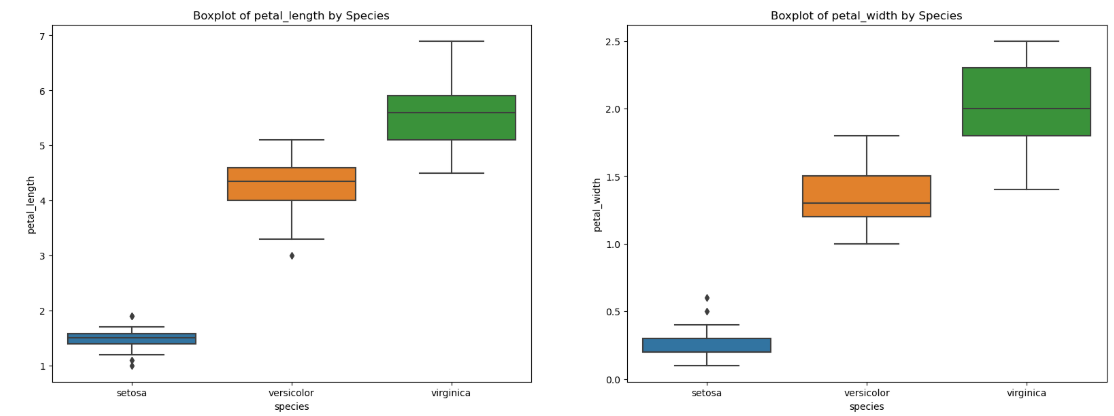 Boxplot of petal_length by Species
7
6
5
4
3
2
1
petal_length
setosa
versicolor
virginica
species
Boxplot of petal_width by Species
2.5
2.0
1.5
1.0
0.5
0.0
petal_width
setosa
versicolor
virginica
species